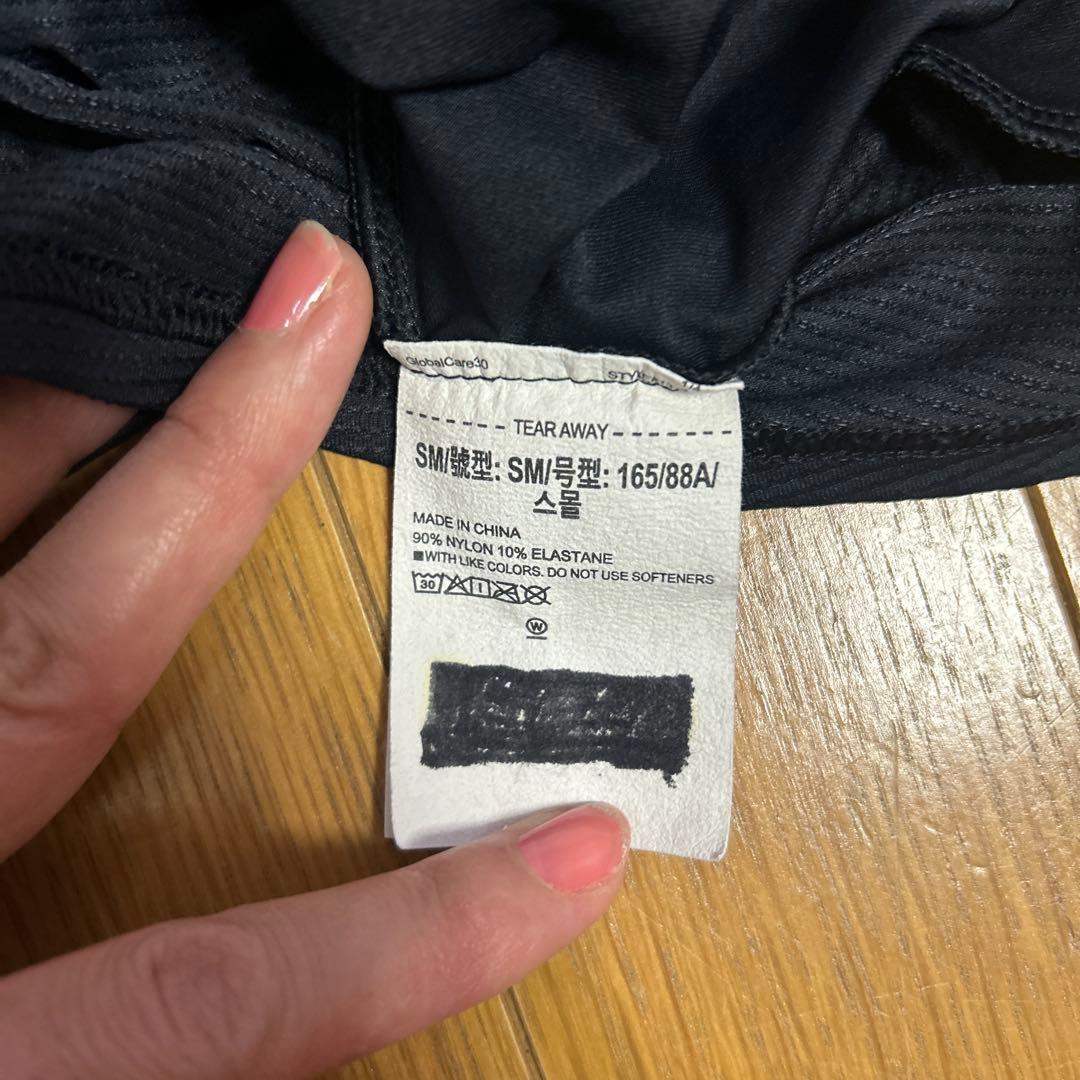 GlobalCare30
TEAR AWAY
SM/號型: SM/号型: 165/88A/
스몰
MADE IN CHINA
90% NYLON 10% ELASTANE
■WITH LIKE COLORS. DO NOT USE SOFTENERS
30
W